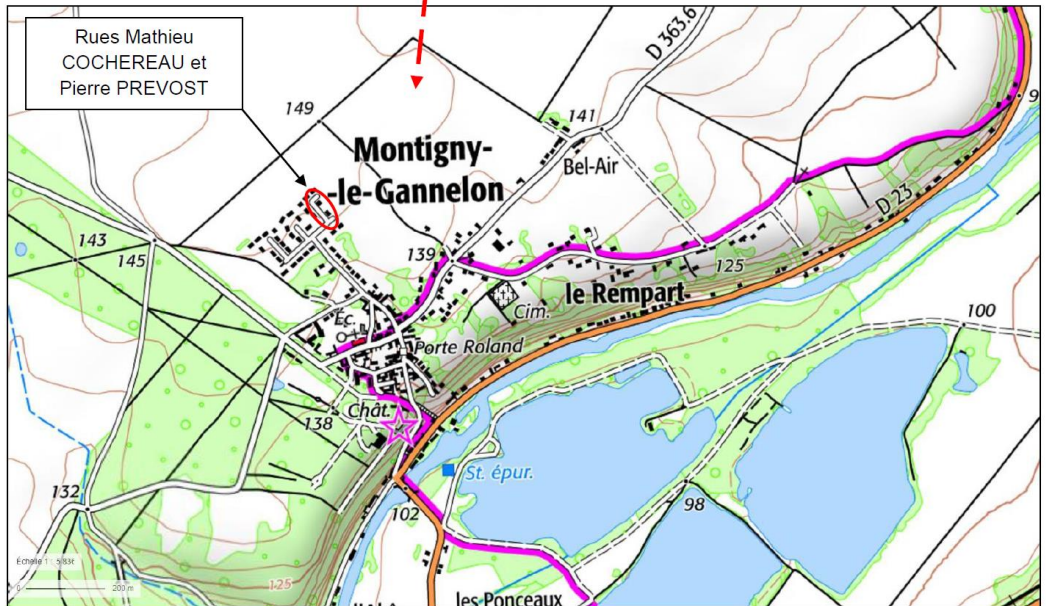 Rues Mathieu
COCHEREAU et
Pierre PREVOST
D 363.6
149
141
Bel-Air
Montigny-
-le-Gannelon
D 23
9
143
145
139
125
le Rempart
Cim.
Éc.
Porte Roland
100
Chât.
138
St. épur.
132
102
98
125
200 m
0
les Ponceaux